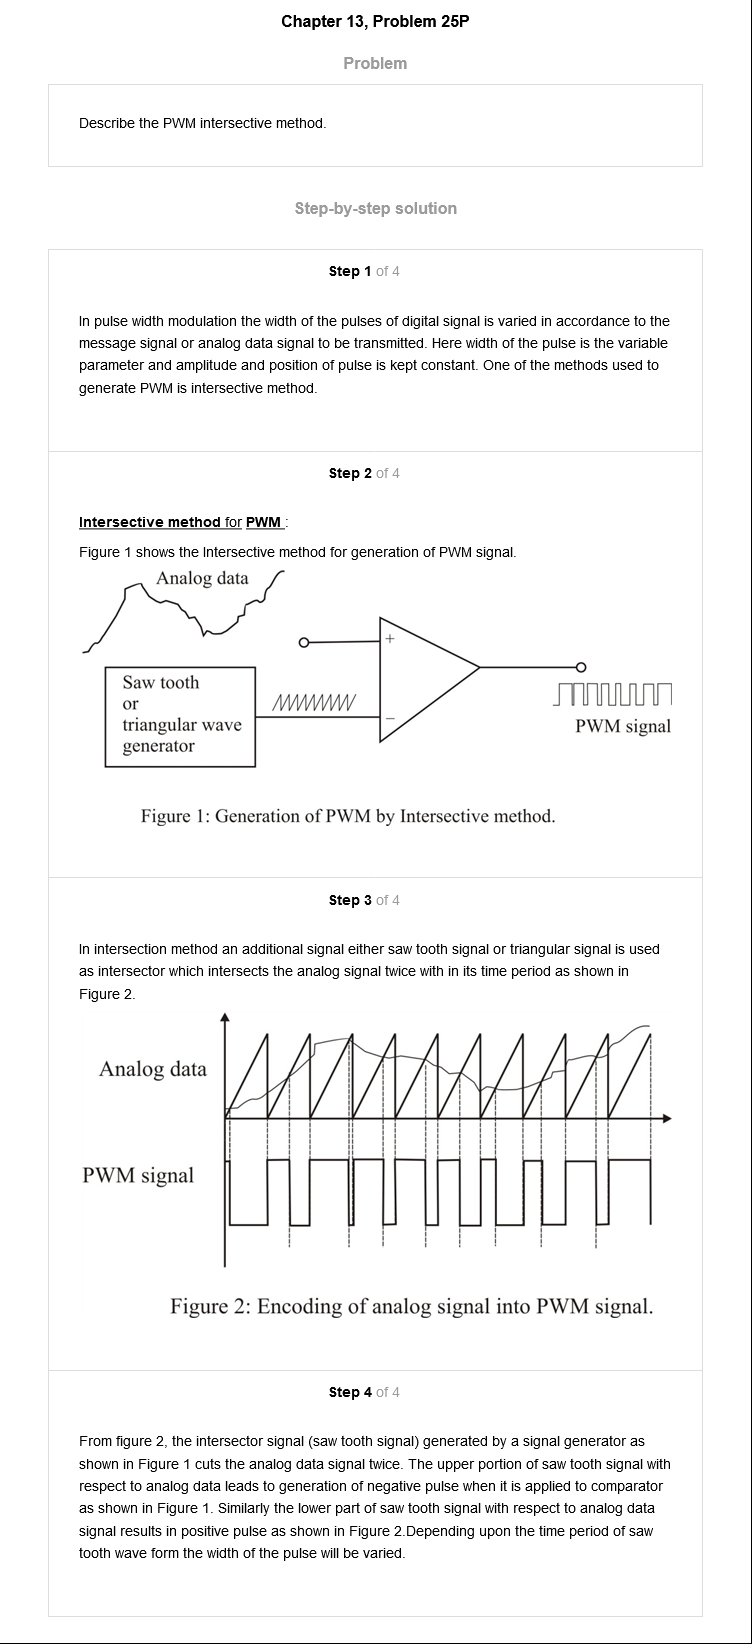 Chapter 13, Problem 25P
Problem
Describe the PWM intersective method.
Step-by-step solution
Step 1 of 4
In pulse width modulation the width of the pulses of digital signal is varied in accordance to the
message signal or analog data signal to be transmitted. Here width of the pulse is the variable
parameter and amplitude and position of pulse is kept constant. One of the methods used to
generate PWM is intersective method.
Step 2 of 4
Intersective method for PWM :
Figure 1 shows the Intersective method for generation of PWM signal.
Analog data
+
Saw tooth
or
triangular wave
generator
−
PWM signal
Figure 1: Generation of PWM by Intersective method.
Step 3 of 4
In intersection method an additional signal either saw tooth signal or triangular signal is used
as intersector which intersects the analog signal twice with in its time period as shown in
Figure 2.
Analog data
PWM signal
Figure 2: Encoding of analog signal into PWM signal.
Step 4 of 4
From figure 2, the intersector signal (saw tooth signal) generated by a signal generator as
shown in Figure 1 cuts the analog data signal twice. The upper portion of saw tooth signal with
respect to analog data leads to generation of negative pulse when it is applied to comparator
as shown in Figure 1. Similarly the lower part of saw tooth signal with respect to analog data
signal results in positive pulse as shown in Figure 2.Depending upon the time period of saw
tooth wave form the width of the pulse will be varied.